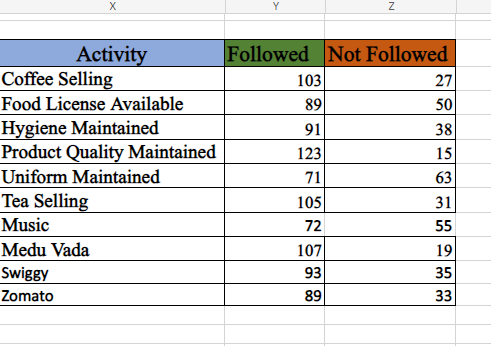 X Y Z
Activity Followed Not Followed
Coffee Selling 103 27
Food License Available 89 50
Hygiene Maintained 91 38
Product Quality Maintained 123 15
Uniform Maintained 71 63
Tea Selling 105 31
Music 72 55
Medu Vada 107 19
Swiggy 93 35
Zomato 89 33